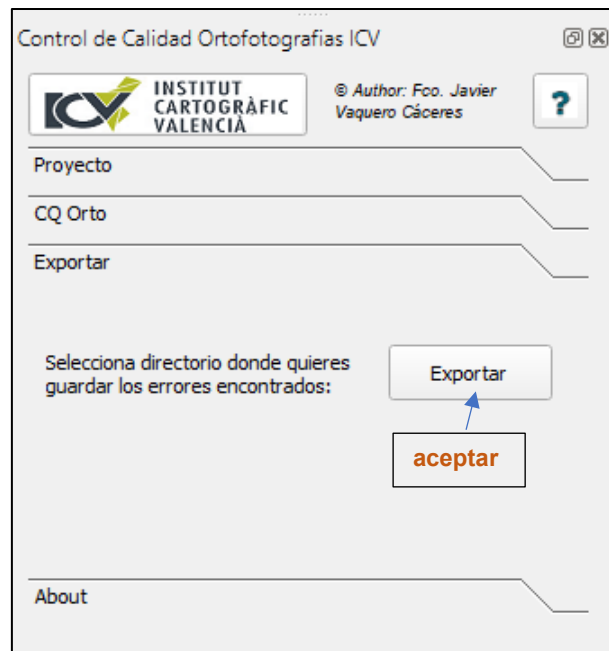 Control de Calidad Ortofotografias ICV
ICV
INSTITUT
CARTOGRÀFIC
VALENCIÀ
© Author: Fco. Javier
Vaquero Cáceres
?
Proyecto
CQ Orto
Exportar
Selecciona directorio donde quieres
guardar los errores encontrados:
Exportar
aceptar
About